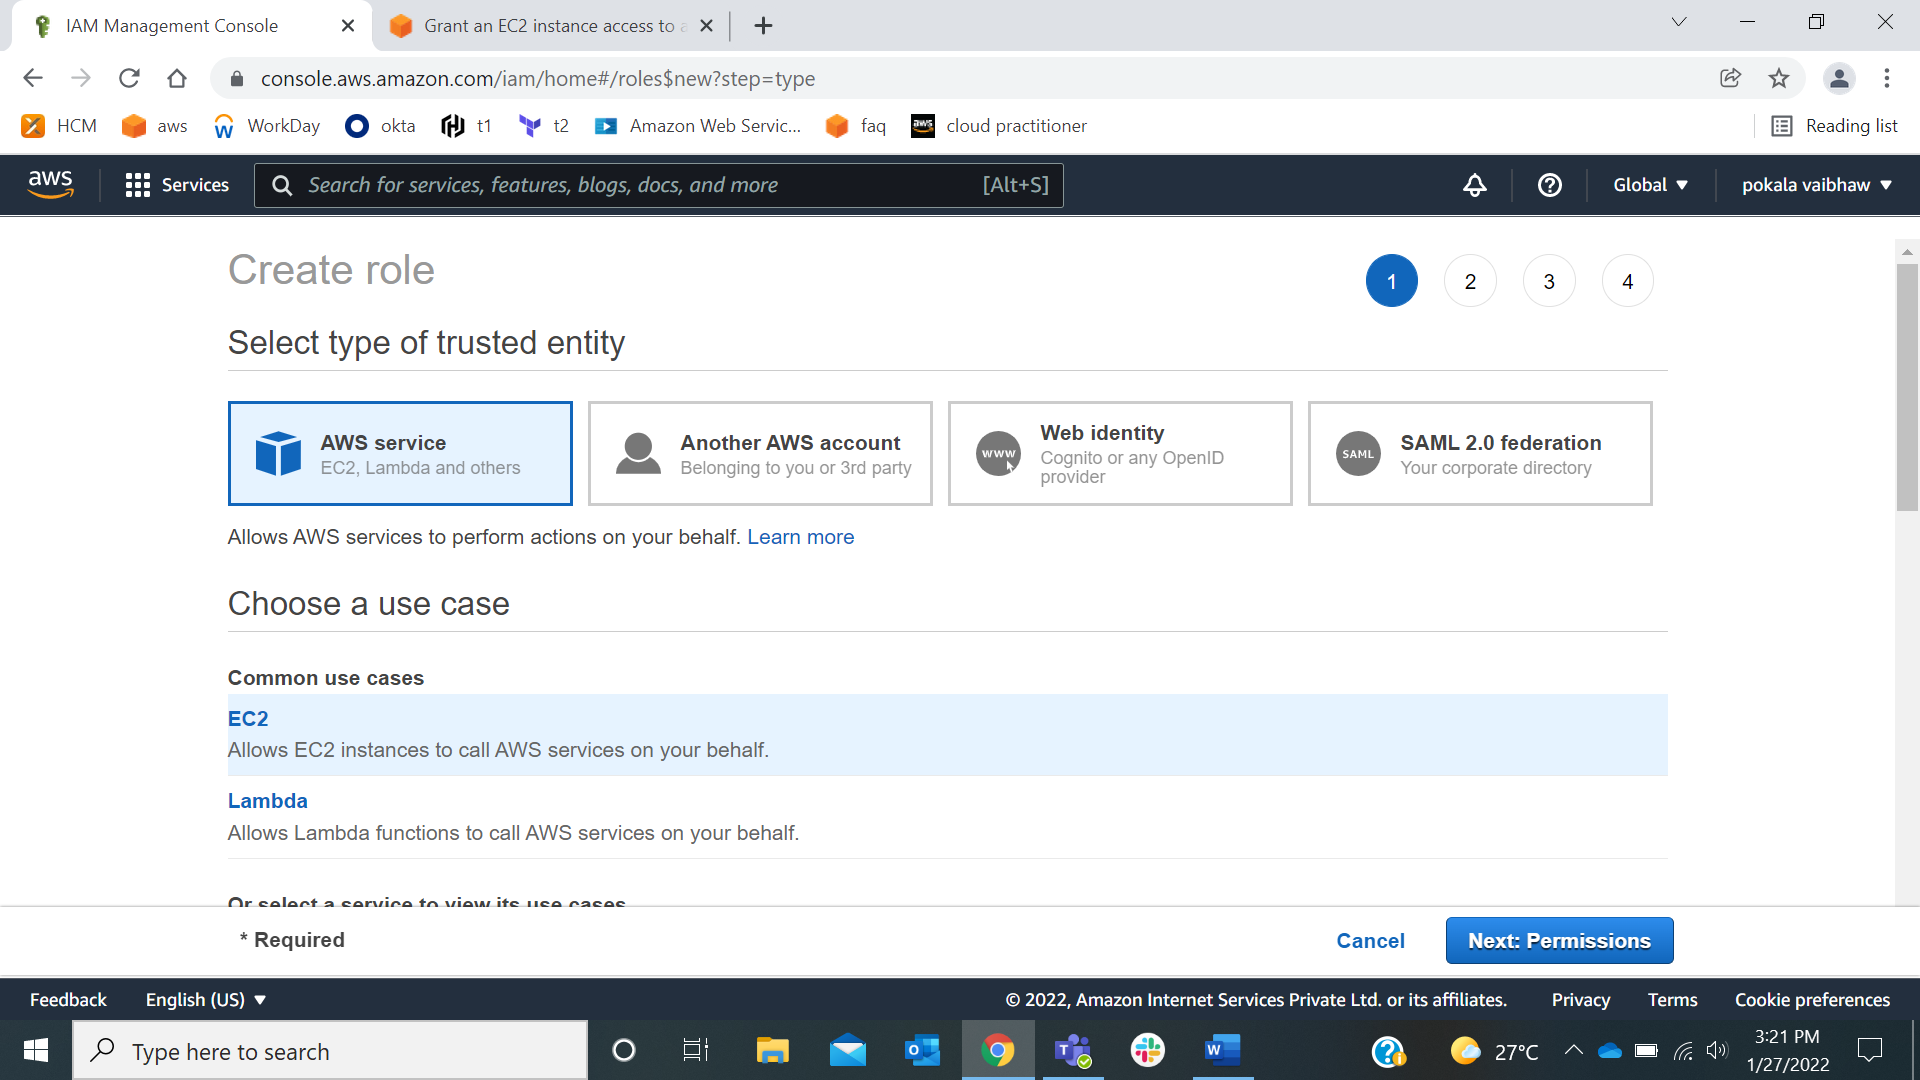 IAM Management Console
Grant an EC2 instance access to a
console.aws.amazon.com/iam/home#/roles$new?step=type
HCM aws WorkDay okta t1 t2 Amazon Web Servic... faq cloud practitioner Reading list
aws Services Search for services, features, blogs, docs, and more [Alt+S] Global pokala vaibhaw
Create role
1 2 3 4
Select type of trusted entity
AWS service
EC2, Lambda and others
Another AWS account
Belonging to you or 3rd party
www
Web identity
Cognito or any OpenID
provider
SAML
SAML 2.0 federation
Your corporate directory
Allows AWS services to perform actions on your behalf. Learn more
Choose a use case
Common use cases
EC2
Allows EC2 instances to call AWS services on your behalf.
Lambda
Allows Lambda functions to call AWS services on your behalf.
Or select a service to view its use cases
* Required
Cancel Next: Permissions
Feedback English (US) © 2022, Amazon Internet Services Private Ltd. or its affiliates. Privacy Terms Cookie preferences
Type here to search
27°C
3:21 PM
1/27/2022